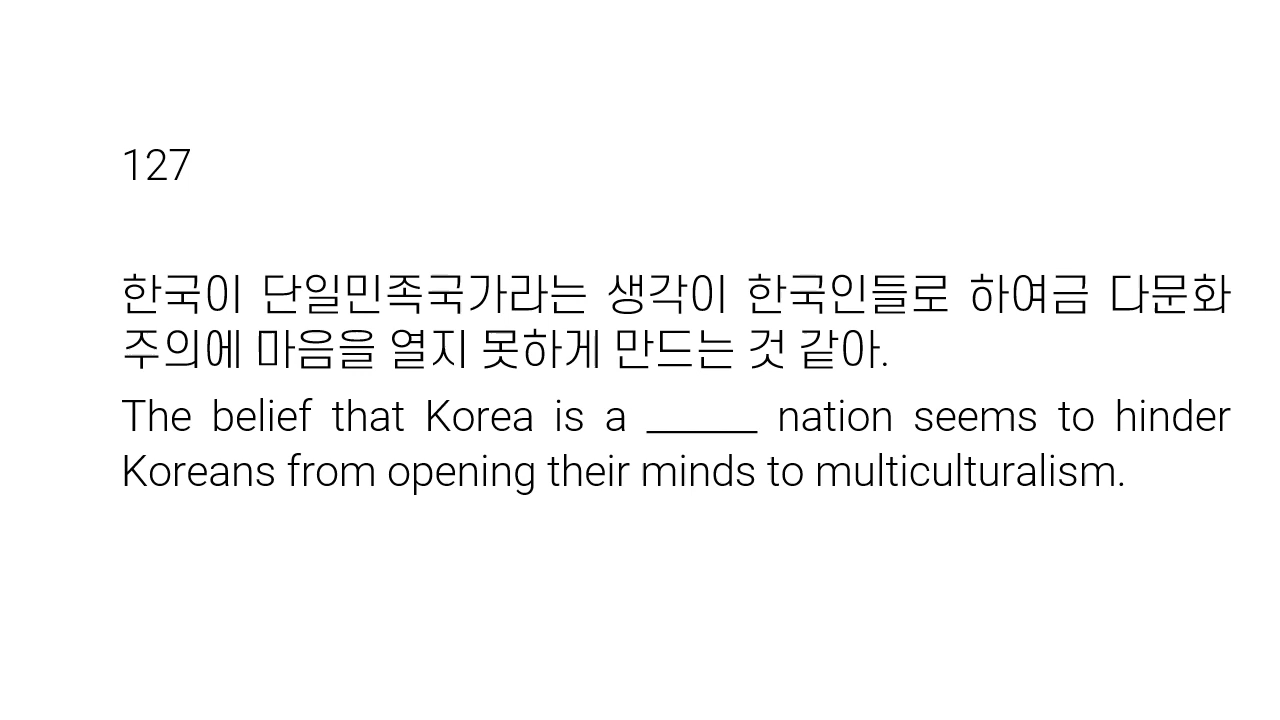 127
한국이 단일민족국가라는 생각이 한국인들로 하여금 다문화
주의에 마음을 열지 못하게 만드는 것 같아.
The belief that Korea is a ______ nation seems to hinder
Koreans from opening their minds to multiculturalism.